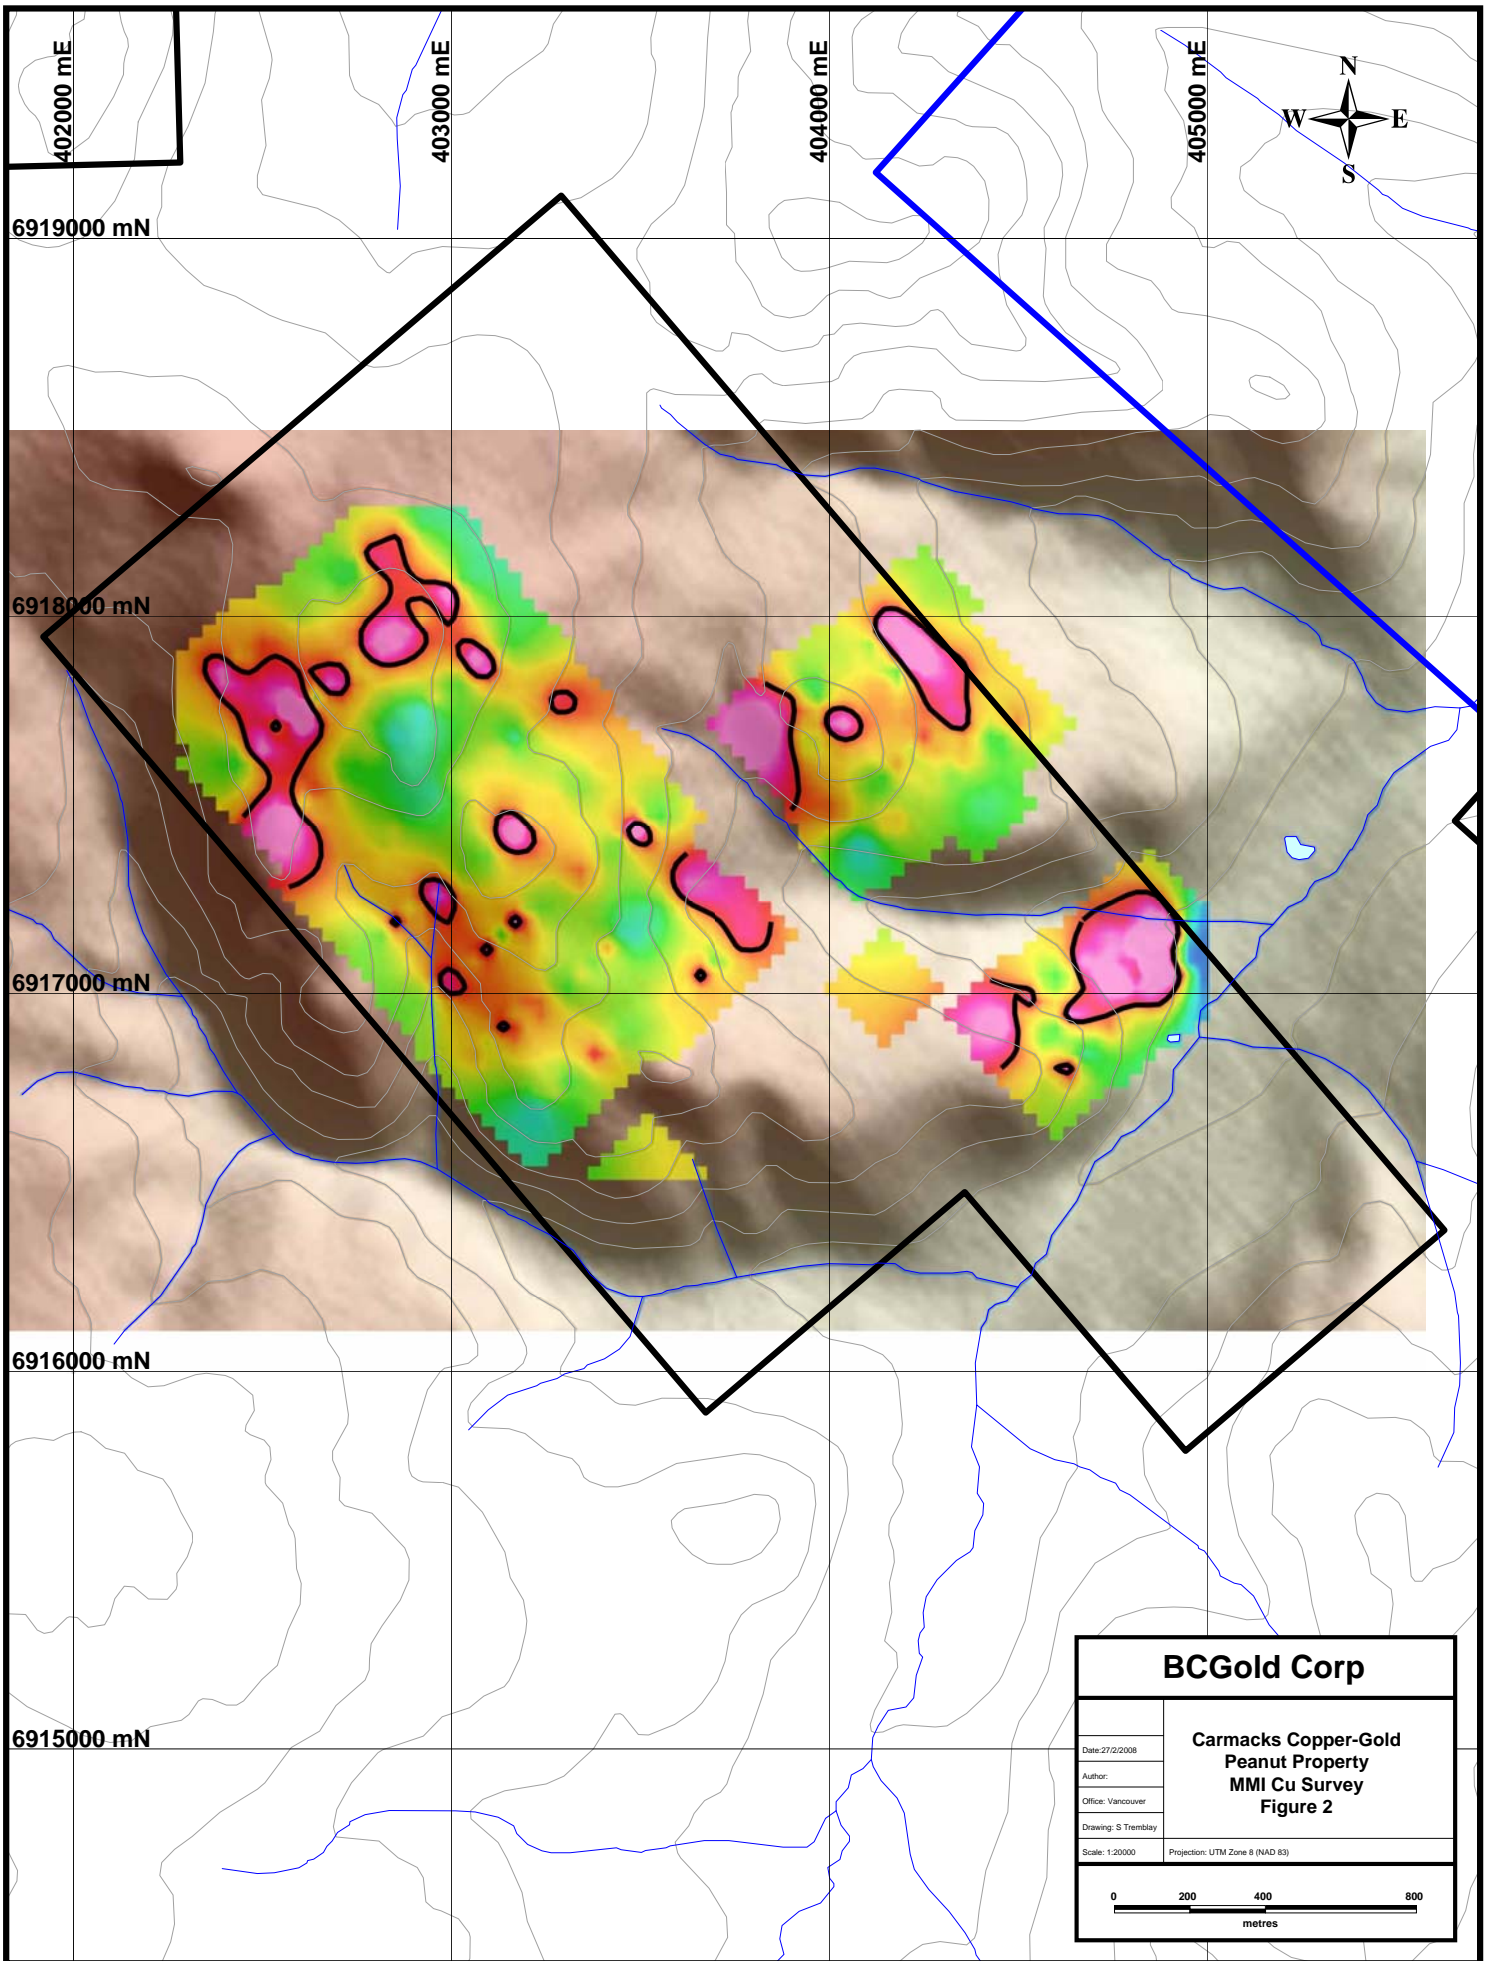 402000 mE
403000 mE
404000 mE
405000 mE
N
W E
S
6919000 mN
6918000 mN
6917000 mN
6916000 mN
6915000 mN
BCGold Corp
Carmacks Copper-Gold
Peanut Property
MMI Cu Survey
Figure 2
Date:27/2/2008
Author:
Office: Vancouver
Drawing: S Tremblay
Scale: 1:20000
Projection: UTM Zone 8 (NAD 83)
0 200 400 800
metres